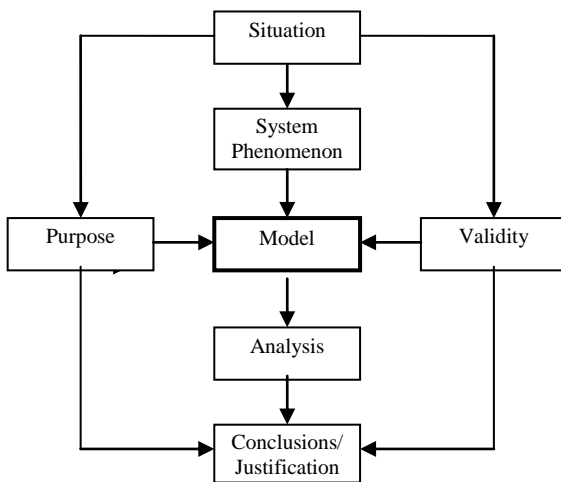 Situation
System
Phenomenon
Purpose
Model
Validity
Analysis
Conclusions/
Justification